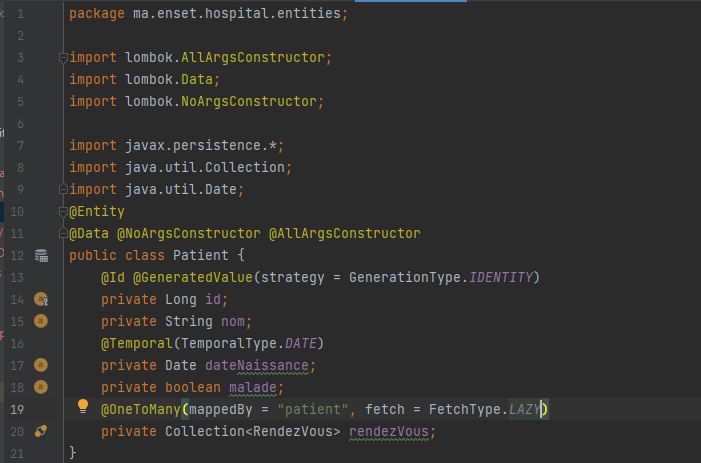 1 package ma.enset.hospital.entities;
2
3 import lombok.AllArgsConstructor;
4 import lombok.Data;
5 import lombok.NoArgsConstructor;
6
7 import javax.persistence.*;
8 import java.util.Collection;
9 import java.util.Date;
10 @Entity
11 @Data @NoArgsConstructor @AllArgsConstructor
12 public class Patient {
13 @Id @GeneratedValue(strategy = GenerationType.IDENTITY)
14 private Long id;
15 private String nom;
16 @Temporal(TemporalType.DATE)
17 private Date dateNaissance;
18 private boolean malade;
19 @OneToMany(mappedBy = "patient", fetch = FetchType.LAZY)
20 private Collection<RendezVous> rendezVous;
21 }